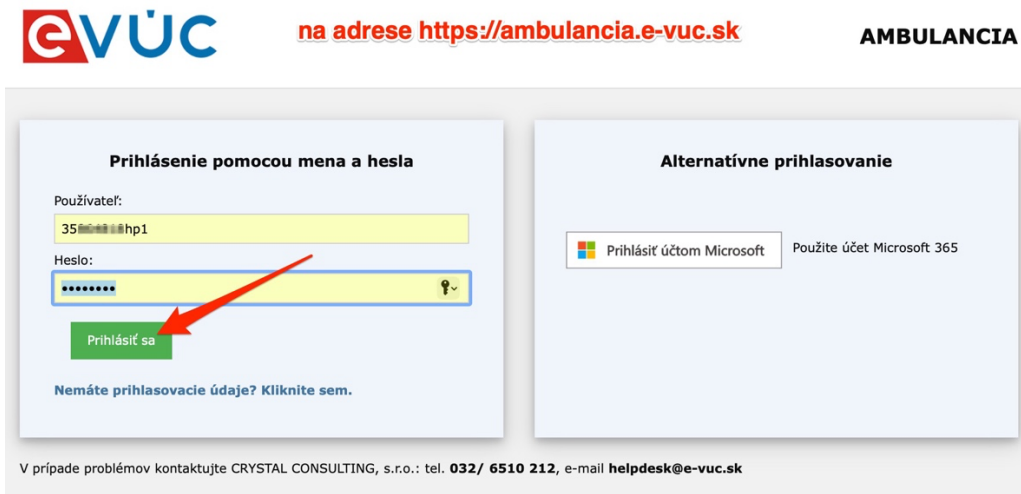 eVÚC
na adrese https://ambulancia.e-vuc.sk
AMBULANCIA
Prihlásenie pomocou mena a hesla
Používateľ:
35 hp1
Heslo:
Prihlásiť sa
Nemáte prihlasovacie údaje? Kliknite sem.
Alternatívne prihlasovanie
Prihlásiť účtom Microsoft
Použite účet Microsoft 365
V prípade problémov kontaktujte CRYSTAL CONSULTING, s.r.o.: tel. 032/ 6510 212, e-mail helpdesk@e-vuc.sk